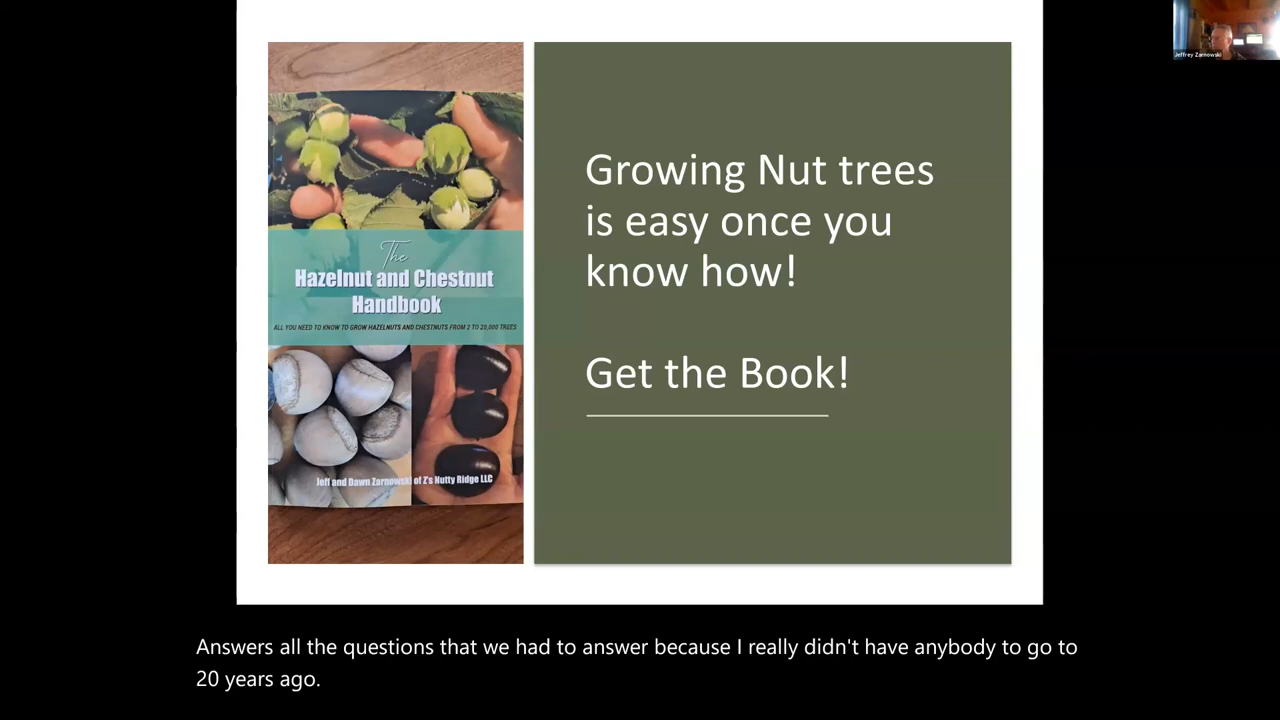 Jeffrey Zarnowski
The
Hazelnut and Chestnut
Handbook
ALL YOU NEED TO KNOW TO GROW HAZELNUTS AND CHESTNUTS FROM 2 TO 20,000 TREES
Jeff and Dawn Zarnowski of Z's Nutty Ridge LLC
Growing Nut trees
is easy once you
know how!
Get the Book!
Answers all the questions that we had to answer because I really didn't have anybody to go to
20 years ago.